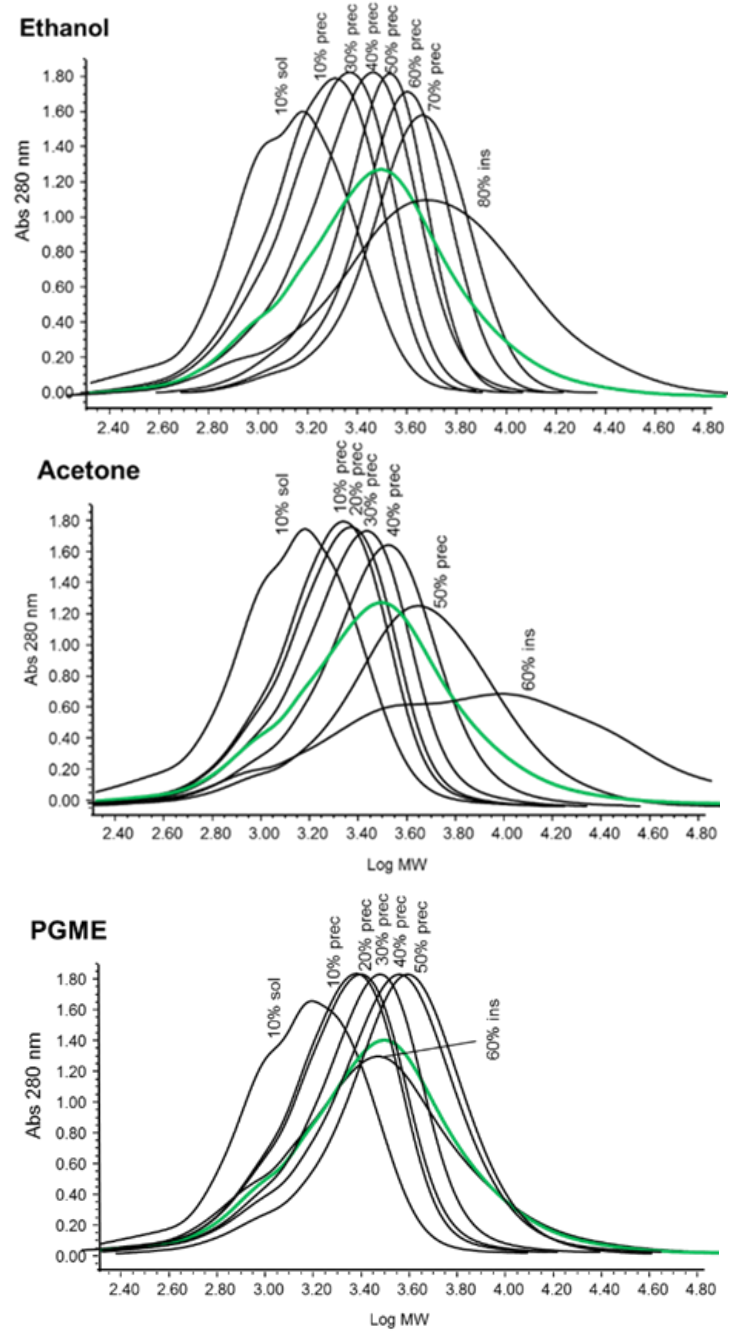 Ethanol
10% sol
10% prec
30% prec
40% prec
50% prec
60% prec
70% prec
80% ins
Abs 280 nm
1.80
1.60
1.40
1.20
1.00
0.80
0.60
0.40
0.20
0.00
2.40 2.60 2.80 3.00 3.20 3.40 3.60 3.80 4.00 4.20 4.40 4.60 4.80
Acetone
10% sol
10% prec
20% prec
30% prec
40% prec
50% prec
60% ins
Abs 280 nm
1.80
1.60
1.40
1.20
1.00
0.80
0.60
0.40
0.20
0.00
2.40 2.60 2.80 3.00 3.20 3.40 3.60 3.80 4.00 4.20 4.40 4.60 4.80
Log MW
PGME
10% sol
10% prec
20% prec
30% prec
40% prec
50% prec
60% ins
Abs 280 nm
1.80
1.60
1.40
1.20
1.00
0.80
0.60
0.40
0.20
0.00
2.40 2.60 2.80 3.00 3.20 3.40 3.60 3.80 4.00 4.20 4.40 4.60 4.80
Log MW